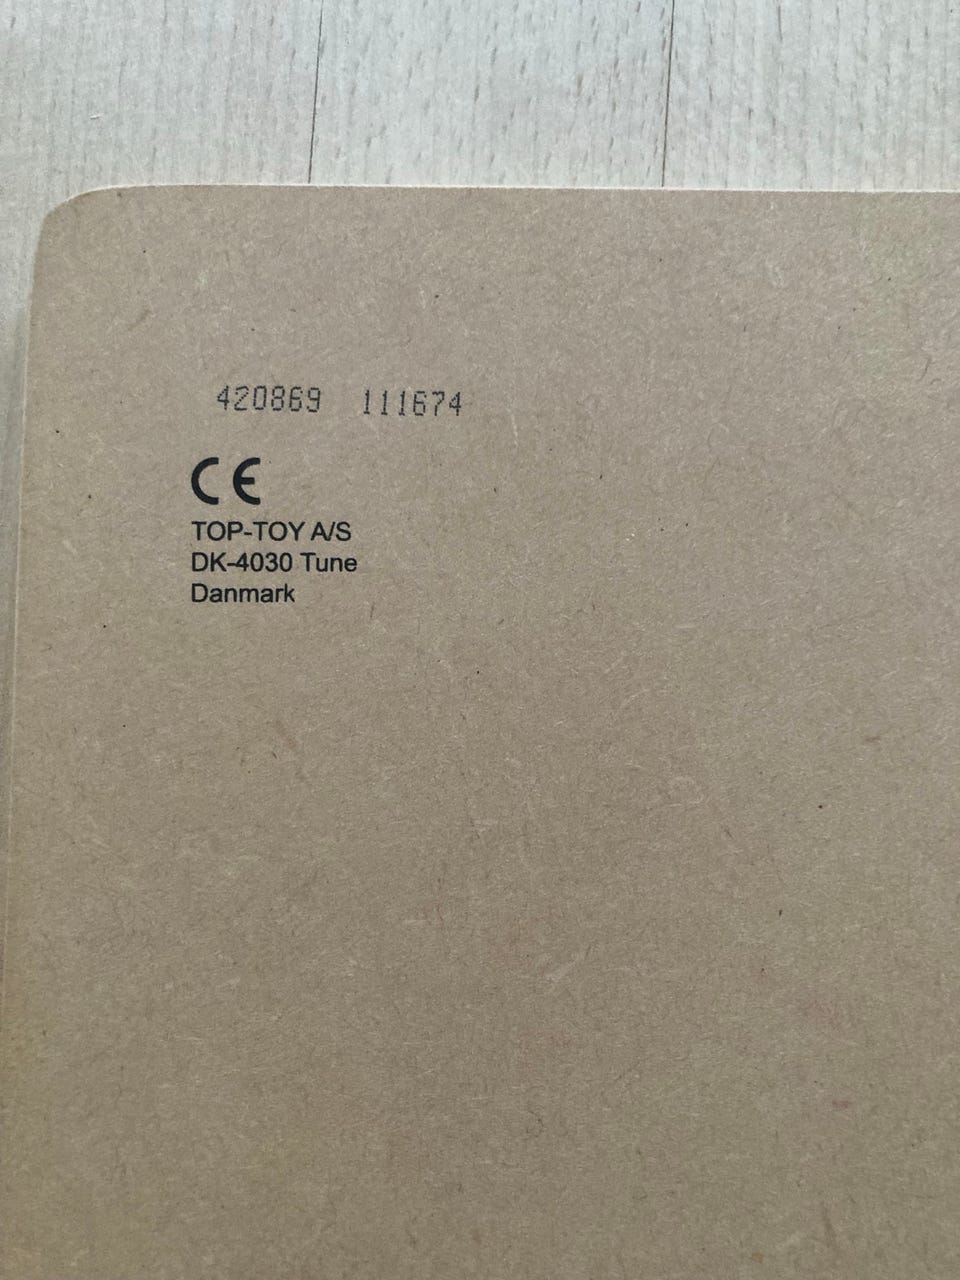 420869 111674
CE
TOP-TOY A/S
DK-4030 Tune
Danmark